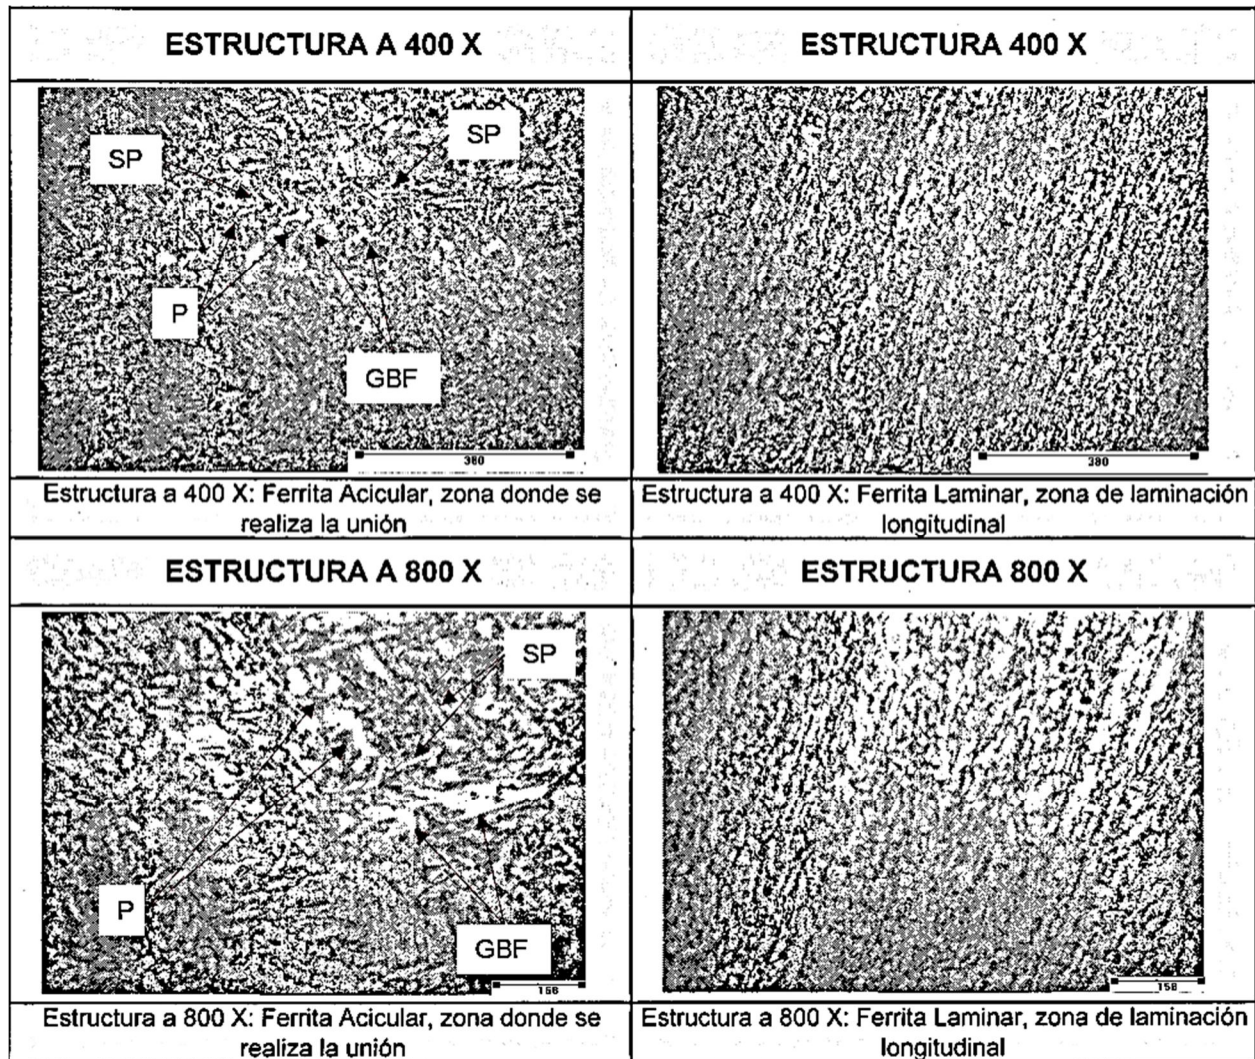 ESTRUCTURA A 400 X
ESTRUCTURA 400 X
SP
SP
P
GBF
380
380
Estructura a 400 X: Ferrita Acicular, zona donde se
realiza la unión
Estructura a 400 X: Ferrita Laminar, zona de laminación
longitudinal
ESTRUCTURA A 800 X
ESTRUCTURA 800 X
SP
P
GBF
158
158
Estructura a 800 X: Ferrita Acicular, zona donde se
realiza la unión
Estructura a 800 X: Ferrita Laminar, zona de laminación
longitudinal